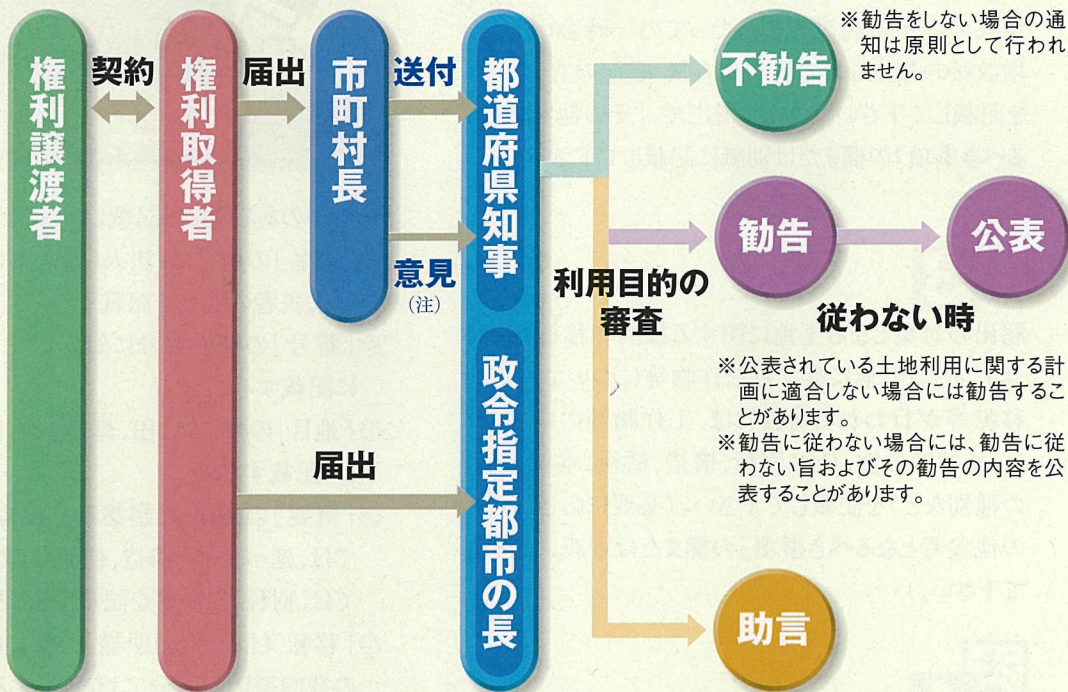 権利譲渡者
契約
権利取得者
届出
市町村長
送付
意見
(注)
都道府県知事
届出
政令指定都市の長
利用目的の
審査
不勧告
※勧告をしない場合の通
知は原則として行われ
ません。
勧告
公表
従わない時
※公表されている土地利用に関する計
画に適合しない場合には勧告するこ
とがあります。
※勧告に従わない場合には、勧告に従
わない旨およびその勧告の内容を公
表することがあります。
助言